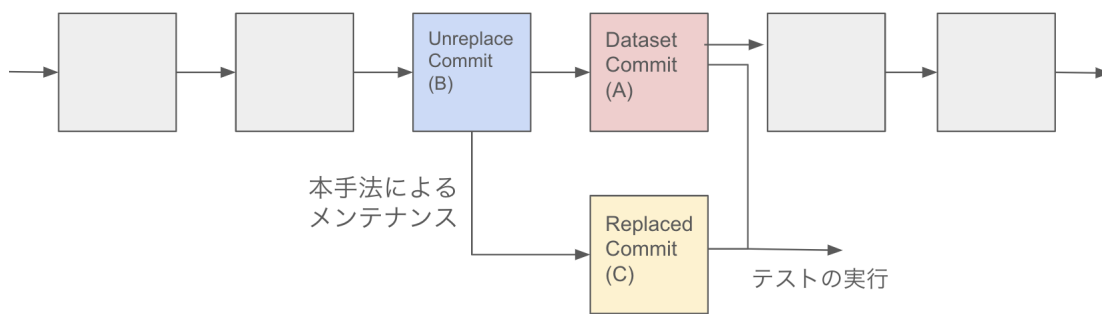 Unreplace
Commit
(B)
Dataset
Commit
(A)
本手法による
メンテナンス
Replaced
Commit
(C)
テストの実行